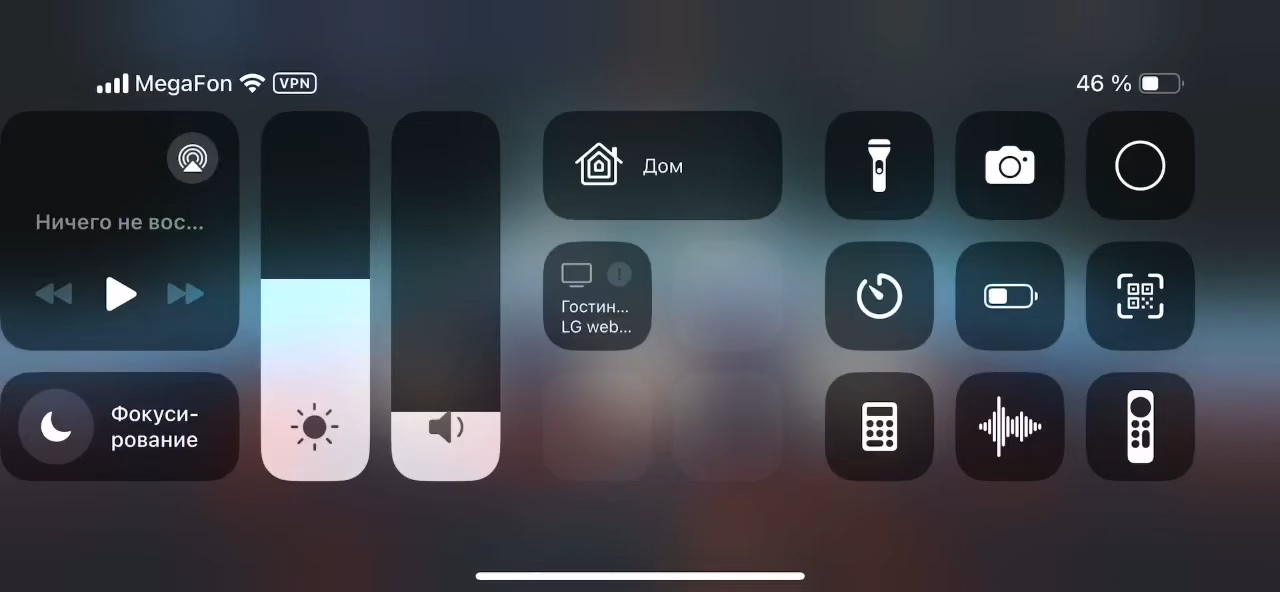 MegaFon VPN
46 %
Ничего не вос...
Фокуси-
рование
Дом
Гостин...
LG web...